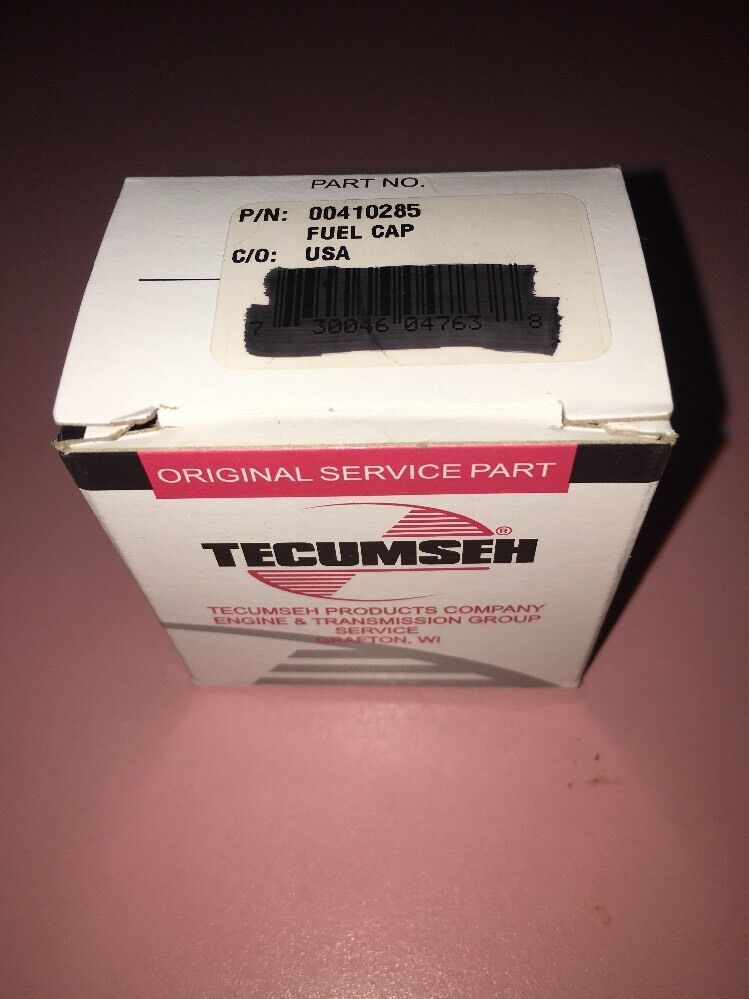 PART NO.
P/N: 00410285
FUEL CAP
C/O: USA
7 30046 04763 8
ORIGINAL SERVICE PART
TECUMSEH®
TECUMSEH PRODUCTS COMPANY
ENGINE & TRANSMISSION GROUP
SERVICE
GRAFTON, WI